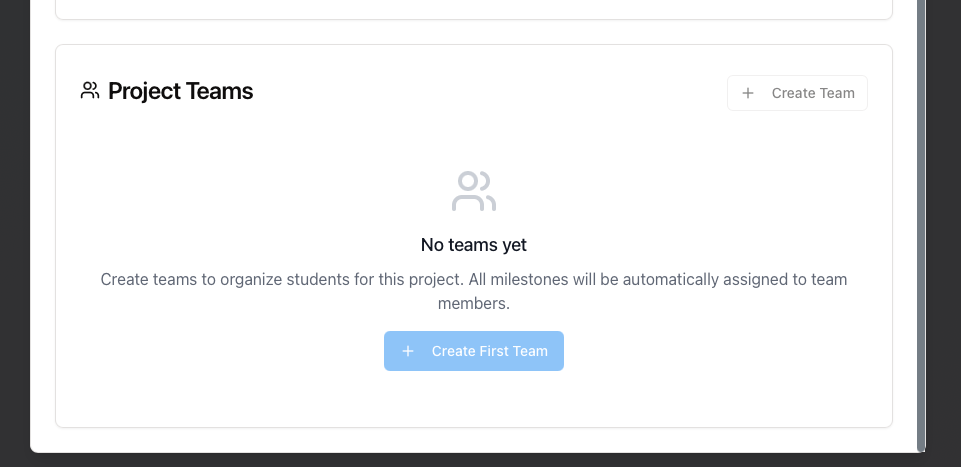 Project Teams
Create Team
No teams yet
Create teams to organize students for this project. All milestones will be automatically assigned to team
members.
Create First Team